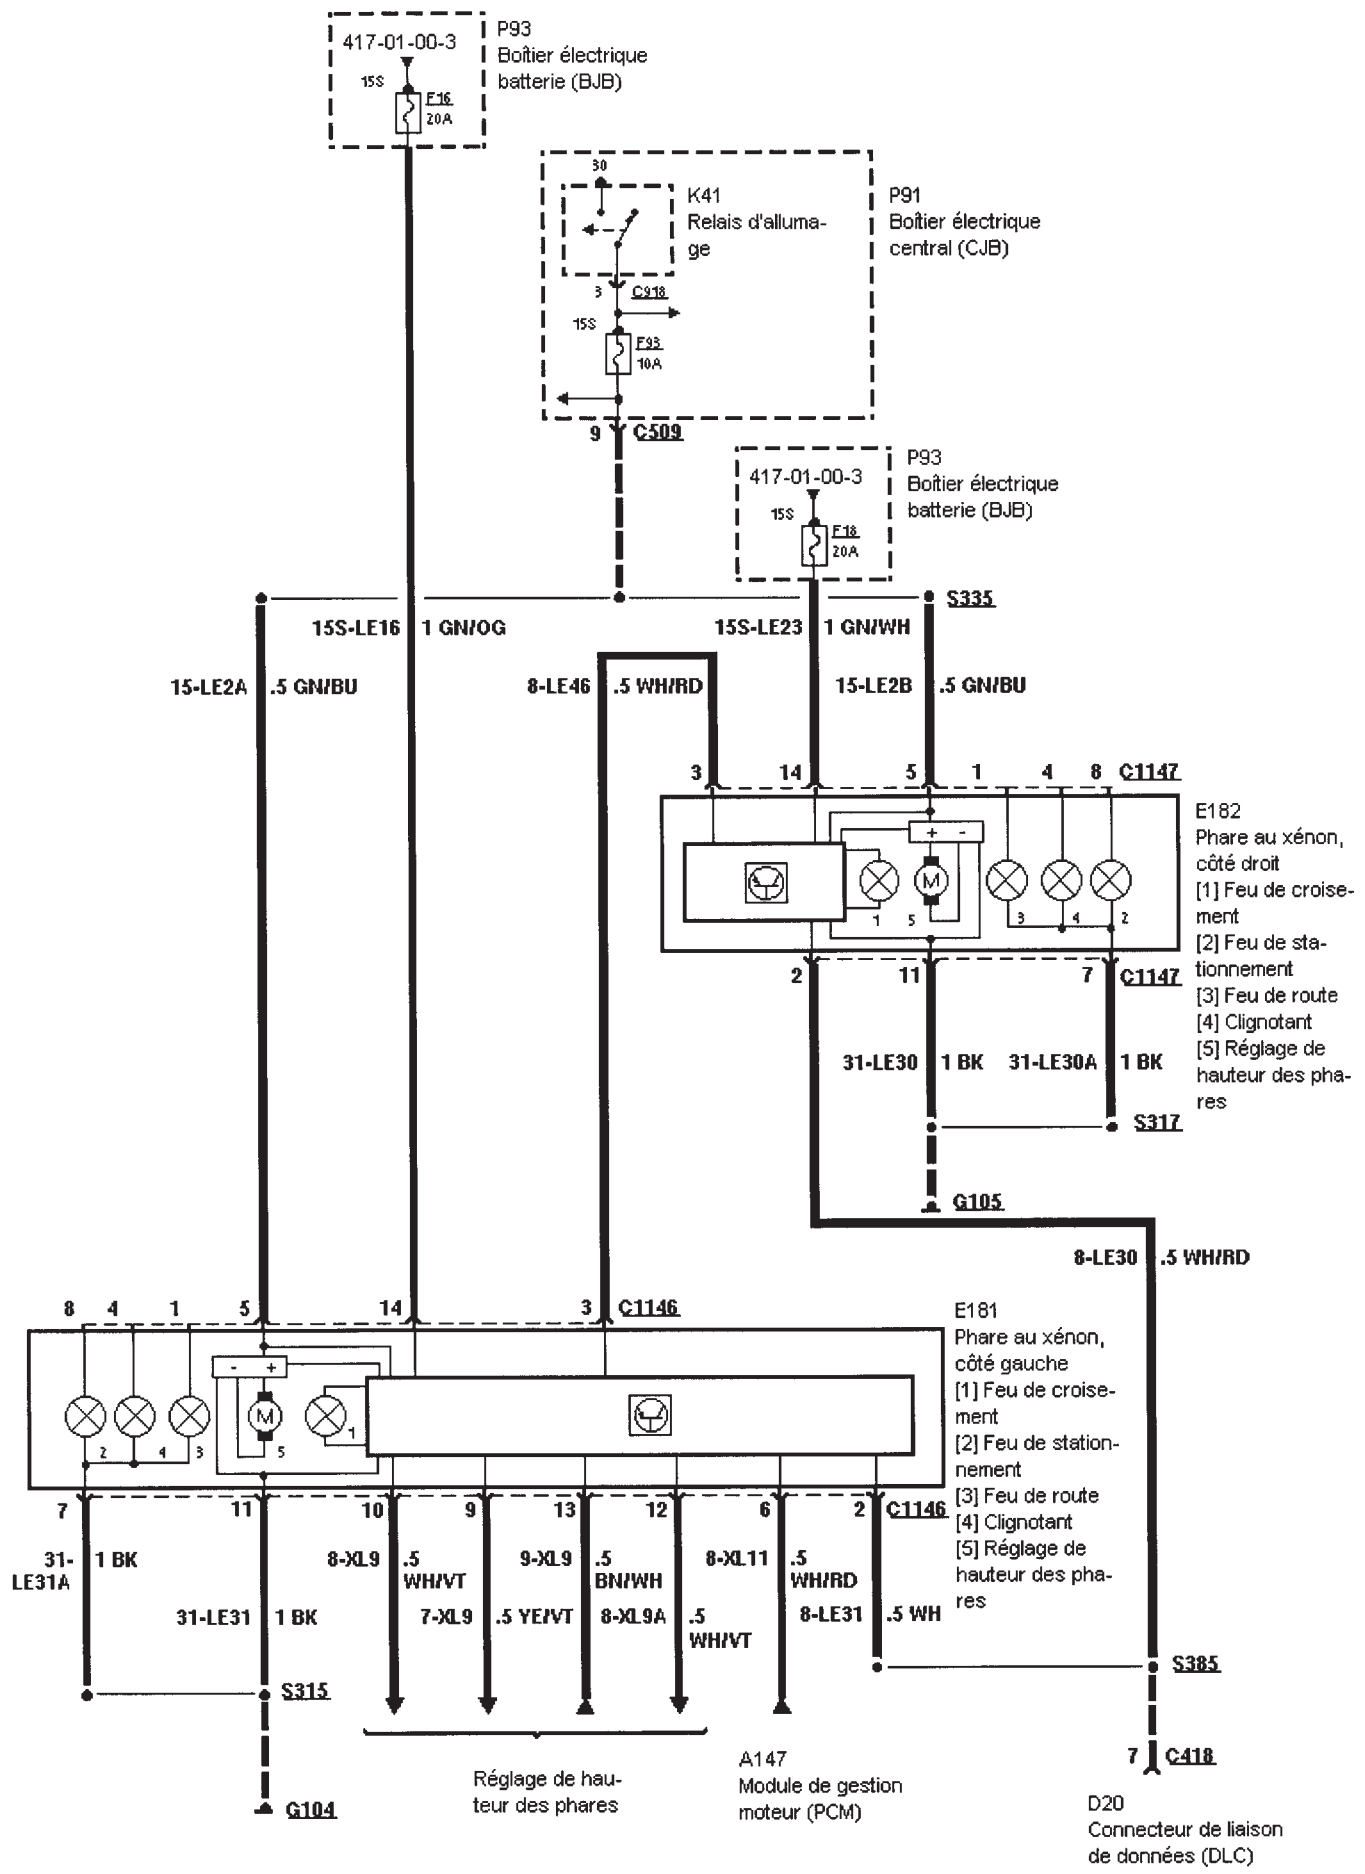 417-01-00-3
15S
F16
20A
P93
Boîtier électrique
batterie (BJB)
30
K41
Relais d'alluma-
ge
P91
Boîtier électrique
central (CJB)
3
C918
15S
F93
10A
9
C509
417-01-00-3
15S
F18
20A
P93
Boîtier électrique
batterie (BJB)
S335
15S-LE16
1 GN/OG
15S-LE23
1 GN/WH
15-LE2A
.5 GN/BU
8-LE46
.5 WH/RD
15-LE2B
.5 GN/BU
3
14
5
1
4
8
C1147
+
-
M
1
5
3
4
2
E182
Phare au xénon,
côté droit
[1] Feu de croise-
ment
[2] Feu de sta-
tionnement
[3] Feu de route
[4] Clignotant
[5] Réglage de
hauteur des pha-
res
2
11
7
C1147
31-LE30
1 BK
31-LE30A
1 BK
S317
G105
8-LE30
.5 WH/RD
8
4
1
5
14
3
C1146
-
+
M
2
4
3
5
1
E181
Phare au xénon,
côté gauche
[1] Feu de croise-
ment
[2] Feu de station-
nement
[3] Feu de route
[4] Clignotant
[5] Réglage de
hauteur des pha-
res
7
11
10
9
13
12
6
2
C1146
31-
LE31A
1 BK
8-XL9
.5
WH/VT
9-XL9
.5
BN/WH
8-XL11
.5
WH/RD
31-LE31
1 BK
7-XL9
.5 YE/VT
8-XL9A
.5
WH/VT
8-LE31
.5 WH
S385
S315
G104
Réglage de hau-
teur des phares
A147
Module de gestion
moteur (PCM)
7
C418
D20
Connecteur de liaison
de données (DLC)